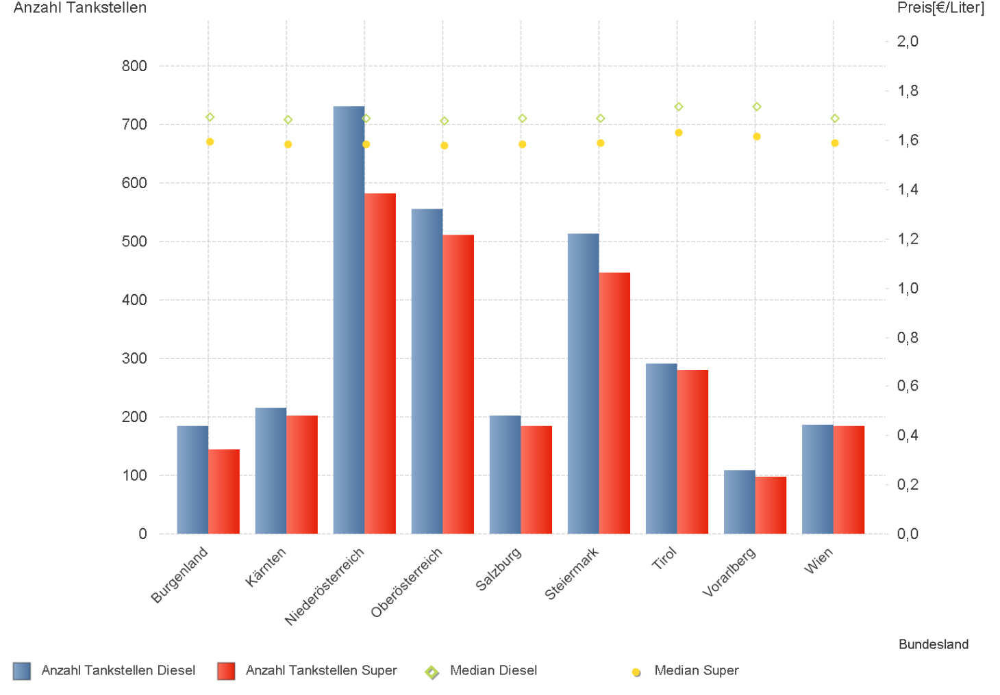 Anzahl Tankstellen
Preis[€/Liter]
2,0
800
1,8
700
1,6
600
1,4
500
1,2
400
1,0
0,8
300
0,6
200
0,4
100
0,2
0
0,0
Burgenland
Kärnten
Niederösterreich
Oberösterreich
Salzburg
Steiermark
Tirol
Vorarlberg
Wien
Bundesland
Anzahl Tankstellen Diesel
Anzahl Tankstellen Super
Median Diesel
Median Super